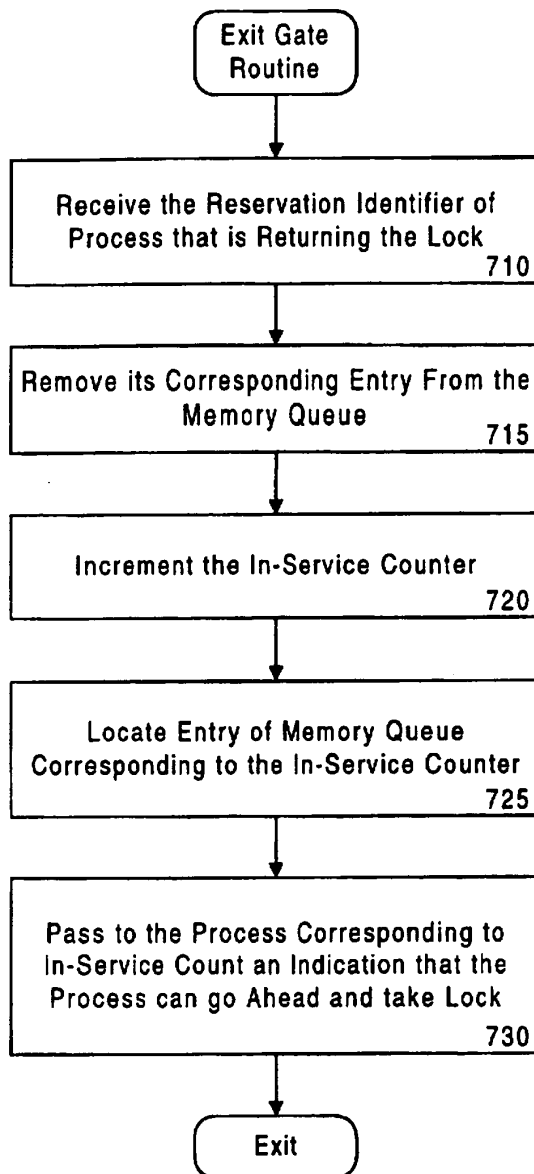 Exit Gate
Routine
Receive the Reservation Identifier of
Process that is Returning the Lock
710
Remove its Corresponding Entry From the
Memory Queue
715
Increment the In-Service Counter
720
Locate Entry of Memory Queue
Corresponding to the In-Service Counter
725
Pass to the Process Corresponding to
In-Service Count an Indication that the
Process can go Ahead and take Lock
730
Exit